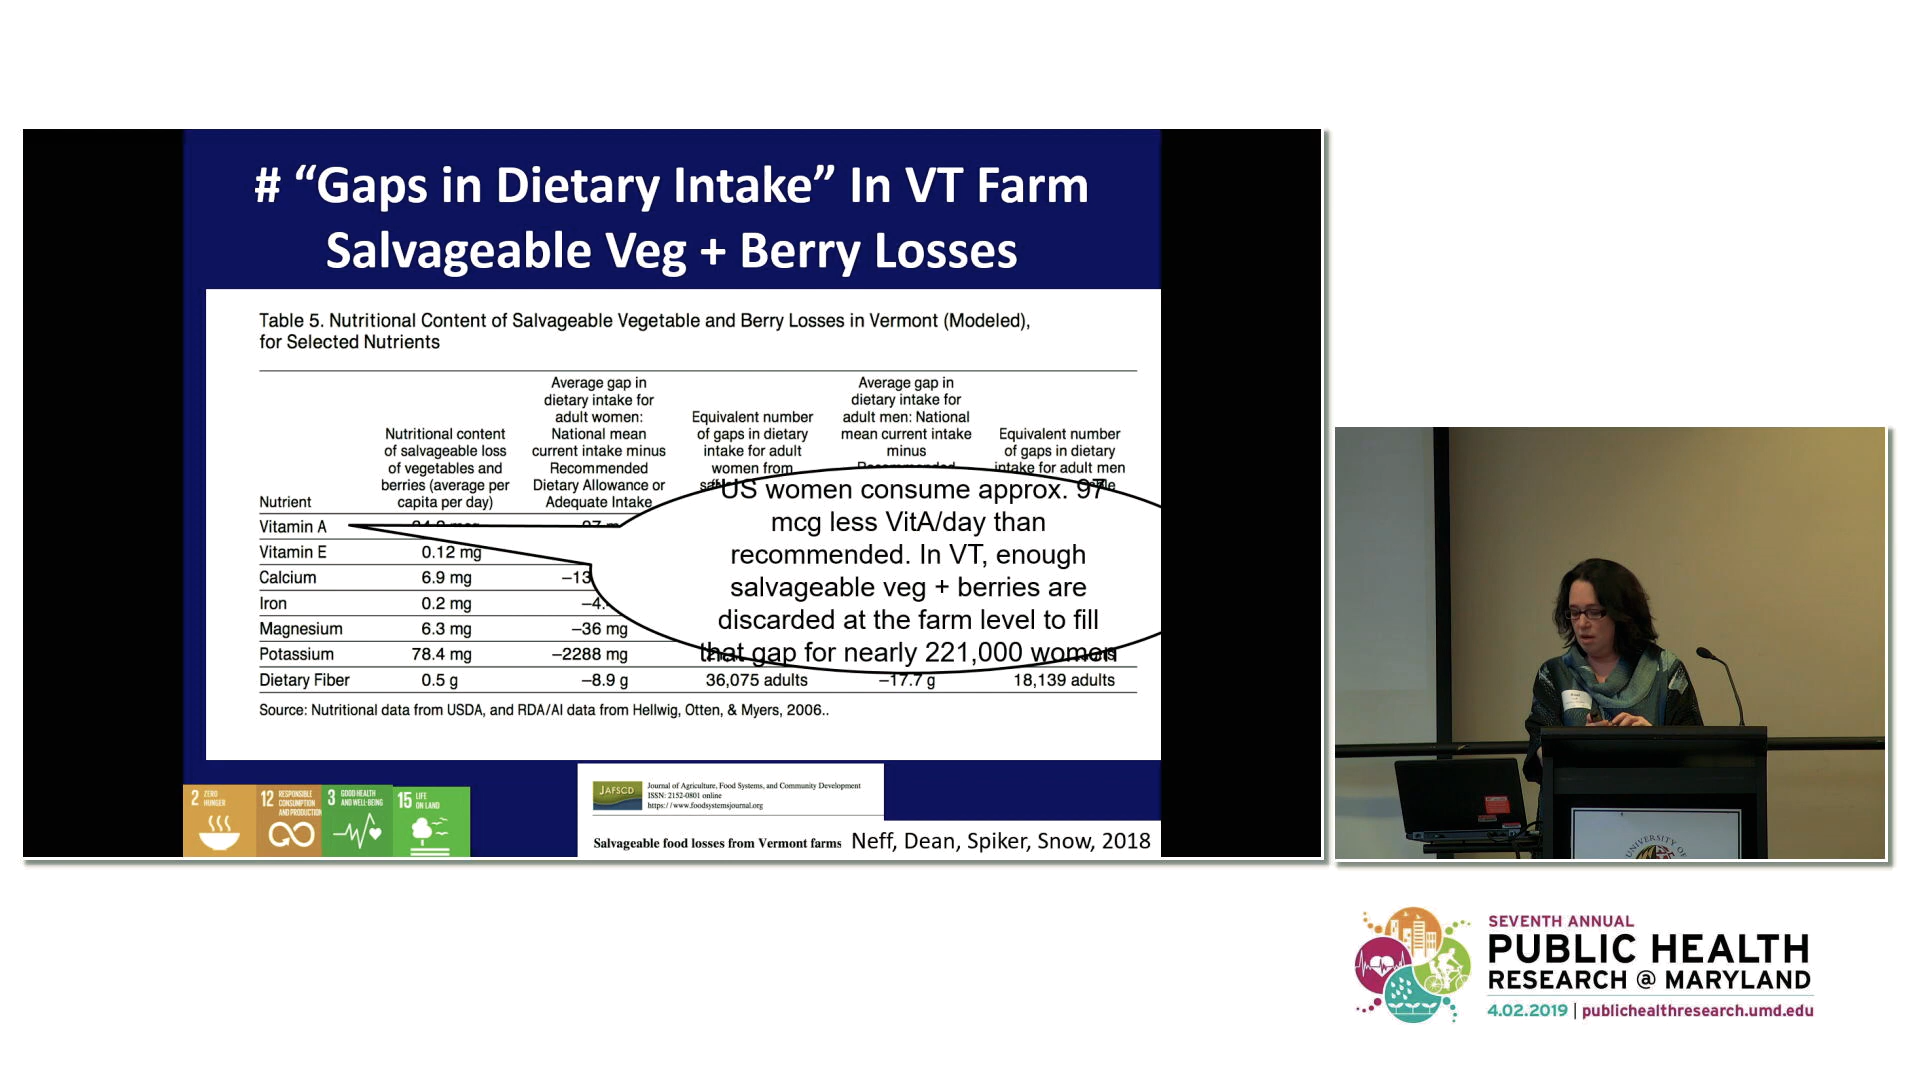 # “Gaps in Dietary Intake” In VT Farm
Salvageable Veg + Berry Losses
Table 5. Nutritional Content of Salvageable Vegetable and Berry Losses in Vermont (Modeled),
for Selected Nutrients
Nutrient
Nutritional content
of salvageable loss
of vegetables and
berries (average per
capita per day)
Average gap in
dietary intake for
adult women:
National mean
current intake minus
Recommended
Dietary Allowance or
Adequate Intake
Equivalent number
of gaps in dietary
intake for adult
women from
Average gap in
dietary intake for
adult men: National
mean current intake
minus
Equivalent number
of gaps in dietary
intake for adult men
Vitamin A
Vitamin E 0.12 mg
Calcium 6.9 mg –13
Iron 0.2 mg –4.
Magnesium 6.3 mg –36 mg
Potassium 78.4 mg –2288 mg
Dietary Fiber 0.5 g –8.9 g 36,075 adults –17.7 g 18,139 adults
Source: Nutritional data from USDA, and RDA/AI data from Hellwig, Otten, & Myers, 2006..
US women consume approx. 97
mcg less VitA/day than
recommended. In VT, enough
salvageable veg + berries are
discarded at the farm level to fill
that gap for nearly 221,000 women
2 ZERO
HUNGER
12 RESPONSIBLE
CONSUMPTION
AND PRODUCTION
3 GOOD HEALTH
AND WELL-BEING
15 LIFE
ON LAND
JAFSCD
Journal of Agriculture, Food Systems, and Community Development
ISSN: 2152-0801 online
https://www.foodsystemsjournal.org
Salvageable food losses from Vermont farms Neff, Dean, Spiker, Snow, 2018
UNIVERSITY OF
SEVENTH ANNUAL
PUBLIC HEALTH
RESEARCH @ MARYLAND
4.02.2019 | publichealthresearch.umd.edu